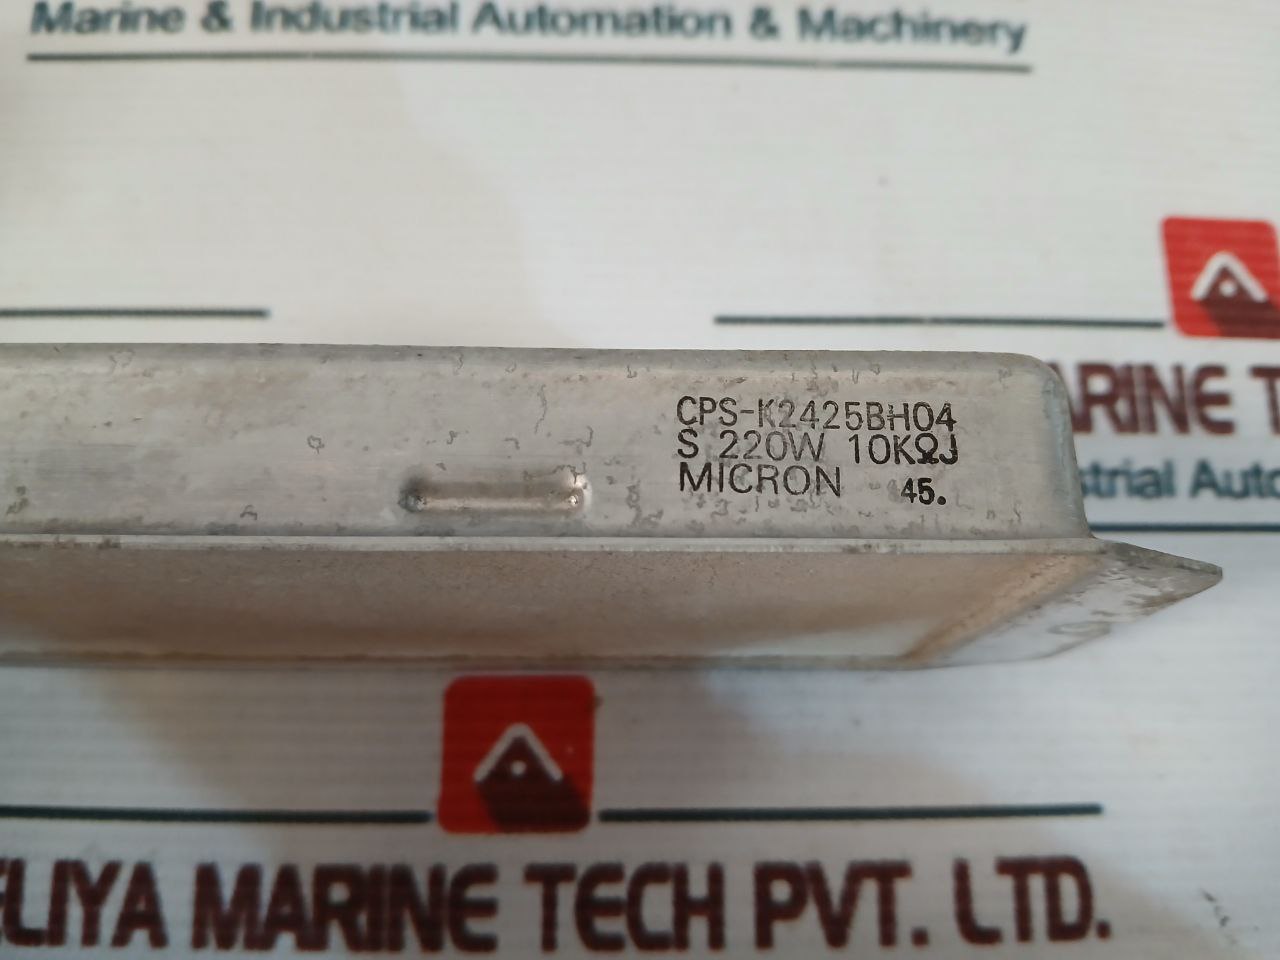 Marine & Industrial Automation & Machinery
CPS-K2425BH04
S 220W 10KΩJ
MICRON 45.
ARINE T
strial Auto
ELIYA MARINE TECH PVT. LTD.